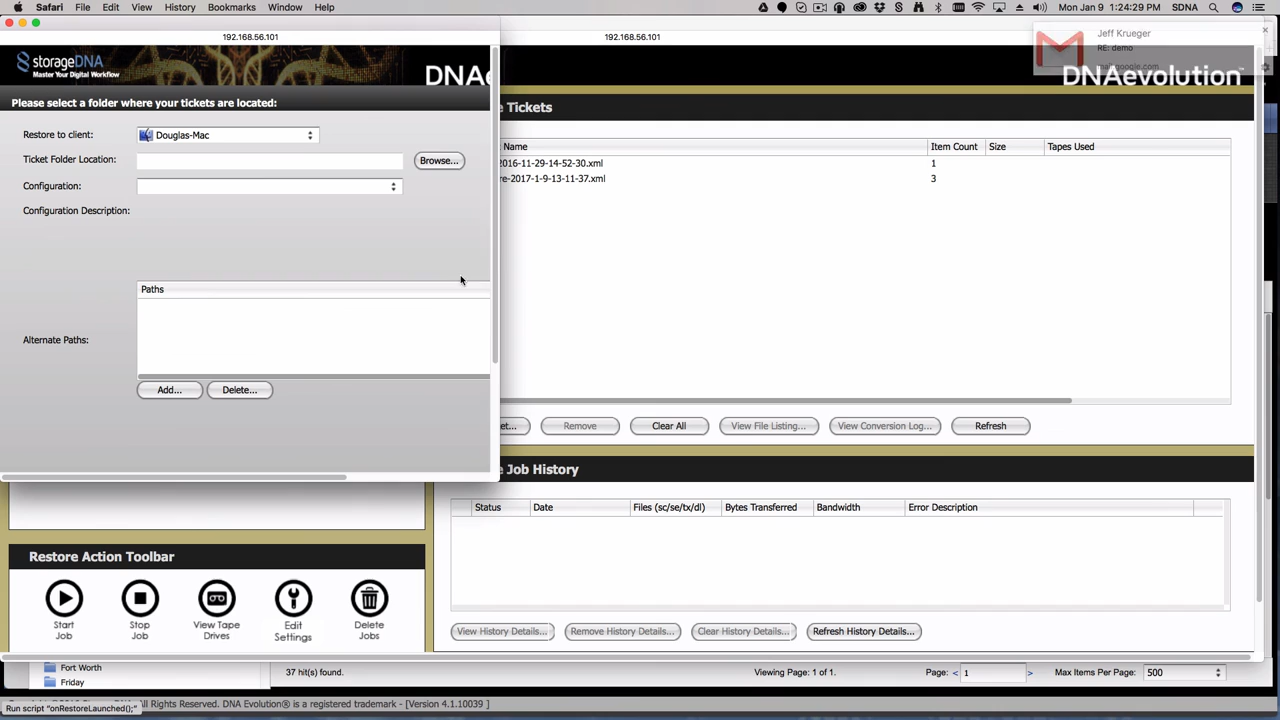 Safari File Edit View History Bookmarks Window Help
Mon Jan 9 1:24:29 PM SDNA
192.168.56.101
192.168.56.101
Jeff Krueger
RE: demo
mail.google.com
storageDNA
Master Your Digital Workflow
DNAe
DNAevolution™
Please select a folder where your tickets are located:
Restore to client:
Douglas-Mac
Ticket Folder Location:
Browse...
Configuration:
Configuration Description:
Paths
Alternate Paths:
Add...
Delete...
e Tickets
Name
Item Count
Size
Tapes Used
2016-11-29-14-52-30.xml
1
re-2017-1-9-13-11-37.xml
3
et...
Remove
Clear All
View File Listing...
View Conversion Log...
Refresh
e Job History
Status
Date
Files (sc/se/tx/dl)
Bytes Transferred
Bandwidth
Error Description
View History Details...
Remove History Details...
Clear History Details...
Refresh History Details...
Restore Action Toolbar
Start Job
Stop Job
View Tape Drives
Edit Settings
Delete Jobs
Fort Worth
Friday
37 hit(s) found.
Viewing Page: 1 of 1.
Page: < 1 >
Max Items Per Page: 500
All Rights Reserved. DNA Evolution® is a registered trademark - [Version 4.1.10039 ]
Run script "onRestoreLaunched();"